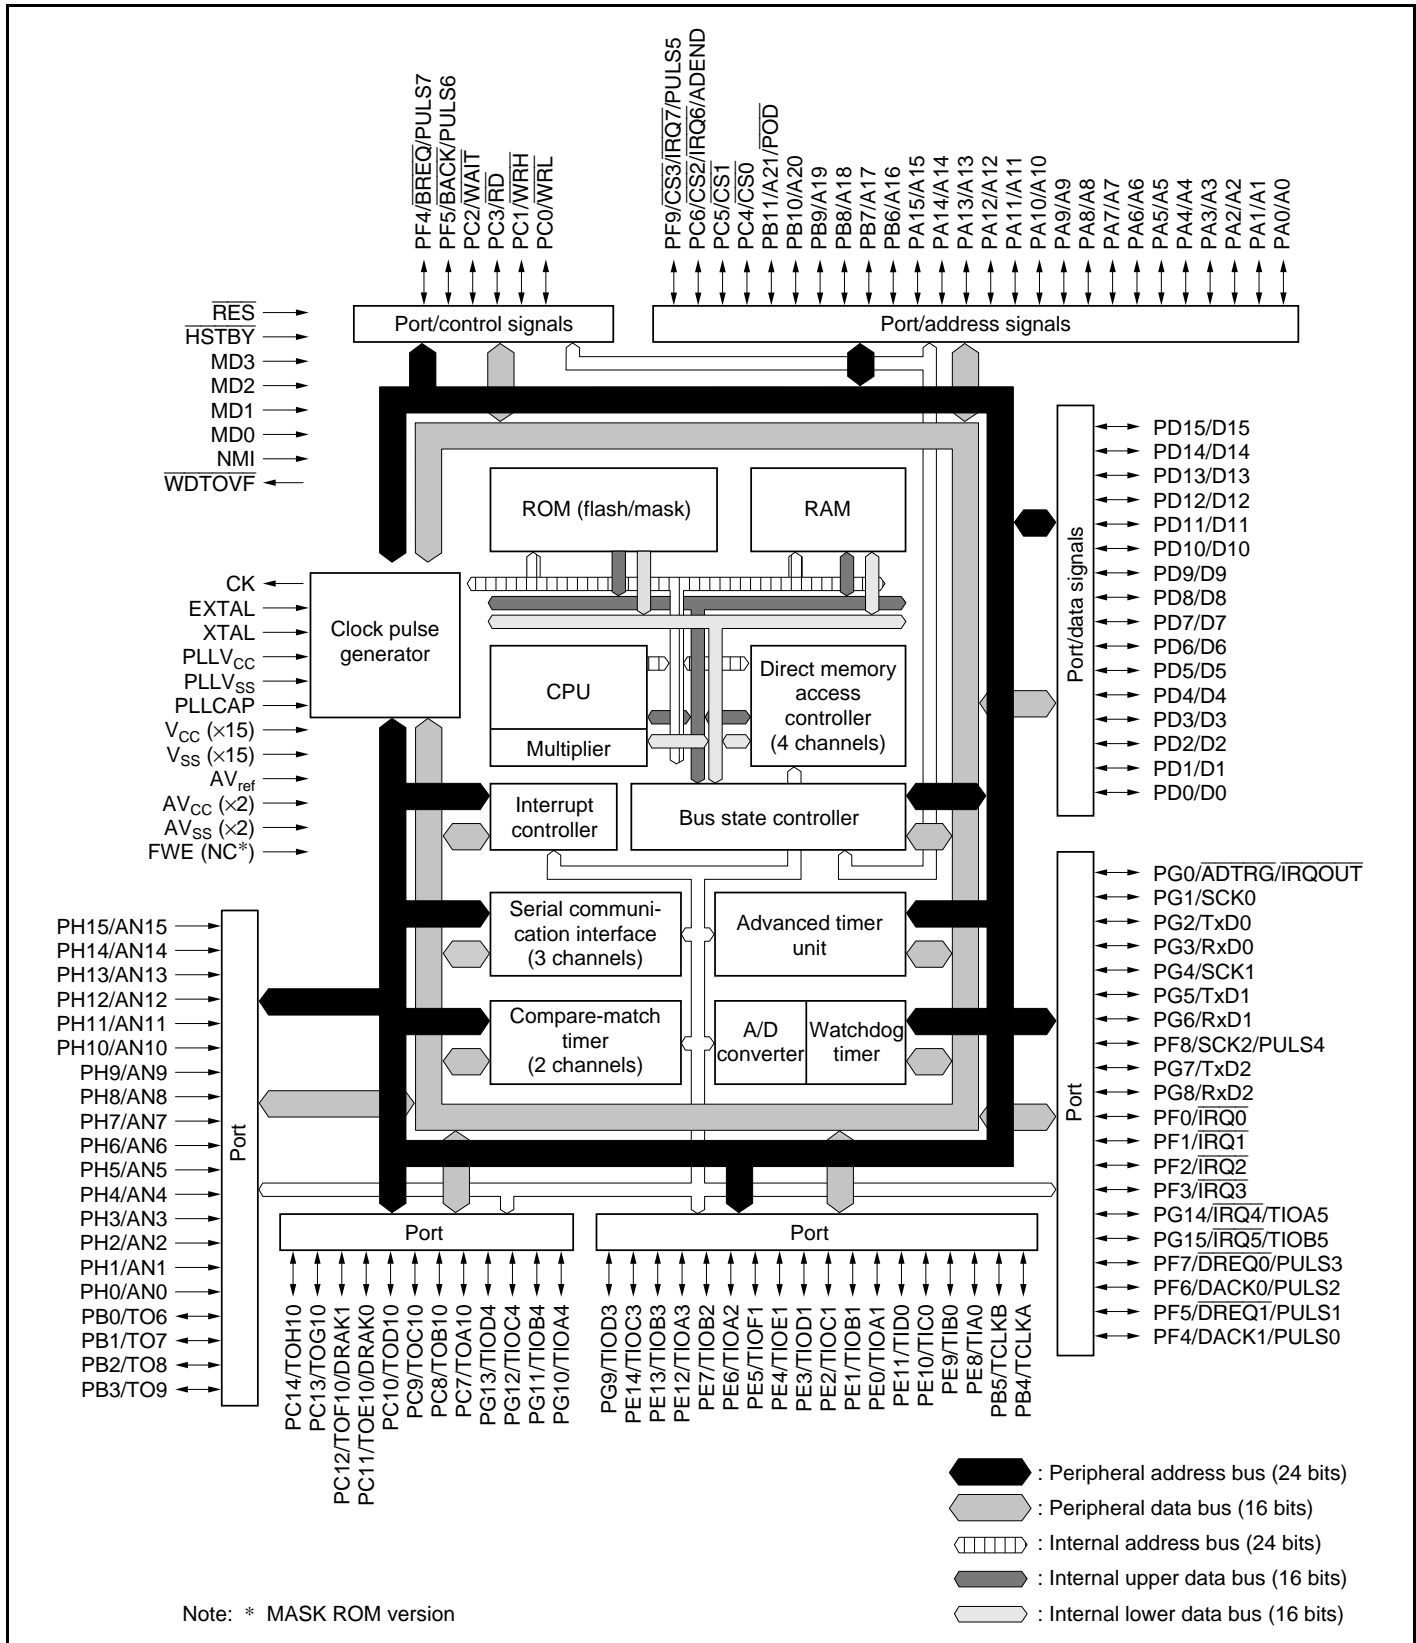 PF4/BREQ/PULS7
PF5/BACK/PULS6
PC2/WAIT
PC3/RD
PC1/WRH
PC0/WRL
PF9/CS3/IRQ7/PULS5
PC6/CS2/IRQ6/ADEND
PC5/CS1
PC4/CS0
PB11/A21/POD
PB10/A20
PB9/A19
PB8/A18
PB7/A17
PB6/A16
PA15/A15
PA14/A14
PA13/A13
PA12/A12
PA11/A11
PA10/A10
PA9/A9
PA8/A8
PA7/A7
PA6/A6
PA5/A5
PA4/A4
PA3/A3
PA2/A2
PA1/A1
PA0/A0
Port/control signals
Port/address signals
RES
HSTBY
MD3
MD2
MD1
MD0
NMI
WDTOVF
CK
EXTAL
XTAL
PLLVCC
PLLVSS
PLLCAP
VCC (×15)
VSS (×15)
AVref
AVCC (×2)
AVSS (×2)
FWE (NC*)
Clock pulse
generator
ROM (flash/mask)
RAM
CPU
Multiplier
Direct memory
access
controller
(4 channels)
Interrupt
controller
Bus state controller
Serial communi-
cation interface
(3 channels)
Advanced timer
unit
Compare-match
timer
(2 channels)
A/D
converter
Watchdog
timer
Port/data signals
PD15/D15
PD14/D14
PD13/D13
PD12/D12
PD11/D11
PD10/D10
PD9/D9
PD8/D8
PD7/D7
PD6/D6
PD5/D5
PD4/D4
PD3/D3
PD2/D2
PD1/D1
PD0/D0
PH15/AN15
PH14/AN14
PH13/AN13
PH12/AN12
PH11/AN11
PH10/AN10
PH9/AN9
PH8/AN8
PH7/AN7
PH6/AN6
PH5/AN5
PH4/AN4
PH3/AN3
PH2/AN2
PH1/AN1
PH0/AN0
PB0/TO6
PB1/TO7
PB2/TO8
PB3/TO9
Port
Port
PG0/ADTRG/IRQOUT
PG1/SCK0
PG2/TxD0
PG3/RxD0
PG4/SCK1
PG5/TxD1
PG6/RxD1
PF8/SCK2/PULS4
PG7/TxD2
PG8/RxD2
PF0/IRQ0
PF1/IRQ1
PF2/IRQ2
PF3/IRQ3
PG14/IRQ4/TIOA5
PG15/IRQ5/TIOB5
PF7/DREQ0/PULS3
PF6/DACK0/PULS2
PF5/DREQ1/PULS1
PF4/DACK1/PULS0
Port
Port
PC14/TOH10
PC13/TOG10
PC12/TOF10/DRAK1
PC11/TOE10/DRAK0
PC10/TOD10
PC9/TOC10
PC8/TOB10
PC7/TOA10
PG13/TIOD4
PG12/TIOC4
PG11/TIOB4
PG10/TIOA4
PG9/TIOD3
PE14/TIOC3
PE13/TIOB3
PE12/TIOA3
PE7/TIOB2
PE6/TIOA2
PE5/TIOF1
PE4/TIOE1
PE3/TIOD1
PE2/TIOC1
PE1/TIOB1
PE0/TIOA1
PE11/TID0
PE10/TIC0
PE9/TIB0
PE8/TIA0
PB5/TCLKB
PB4/TCLKA
: Peripheral address bus (24 bits)
: Peripheral data bus (16 bits)
: Internal address bus (24 bits)
: Internal upper data bus (16 bits)
: Internal lower data bus (16 bits)
Note: * MASK ROM version